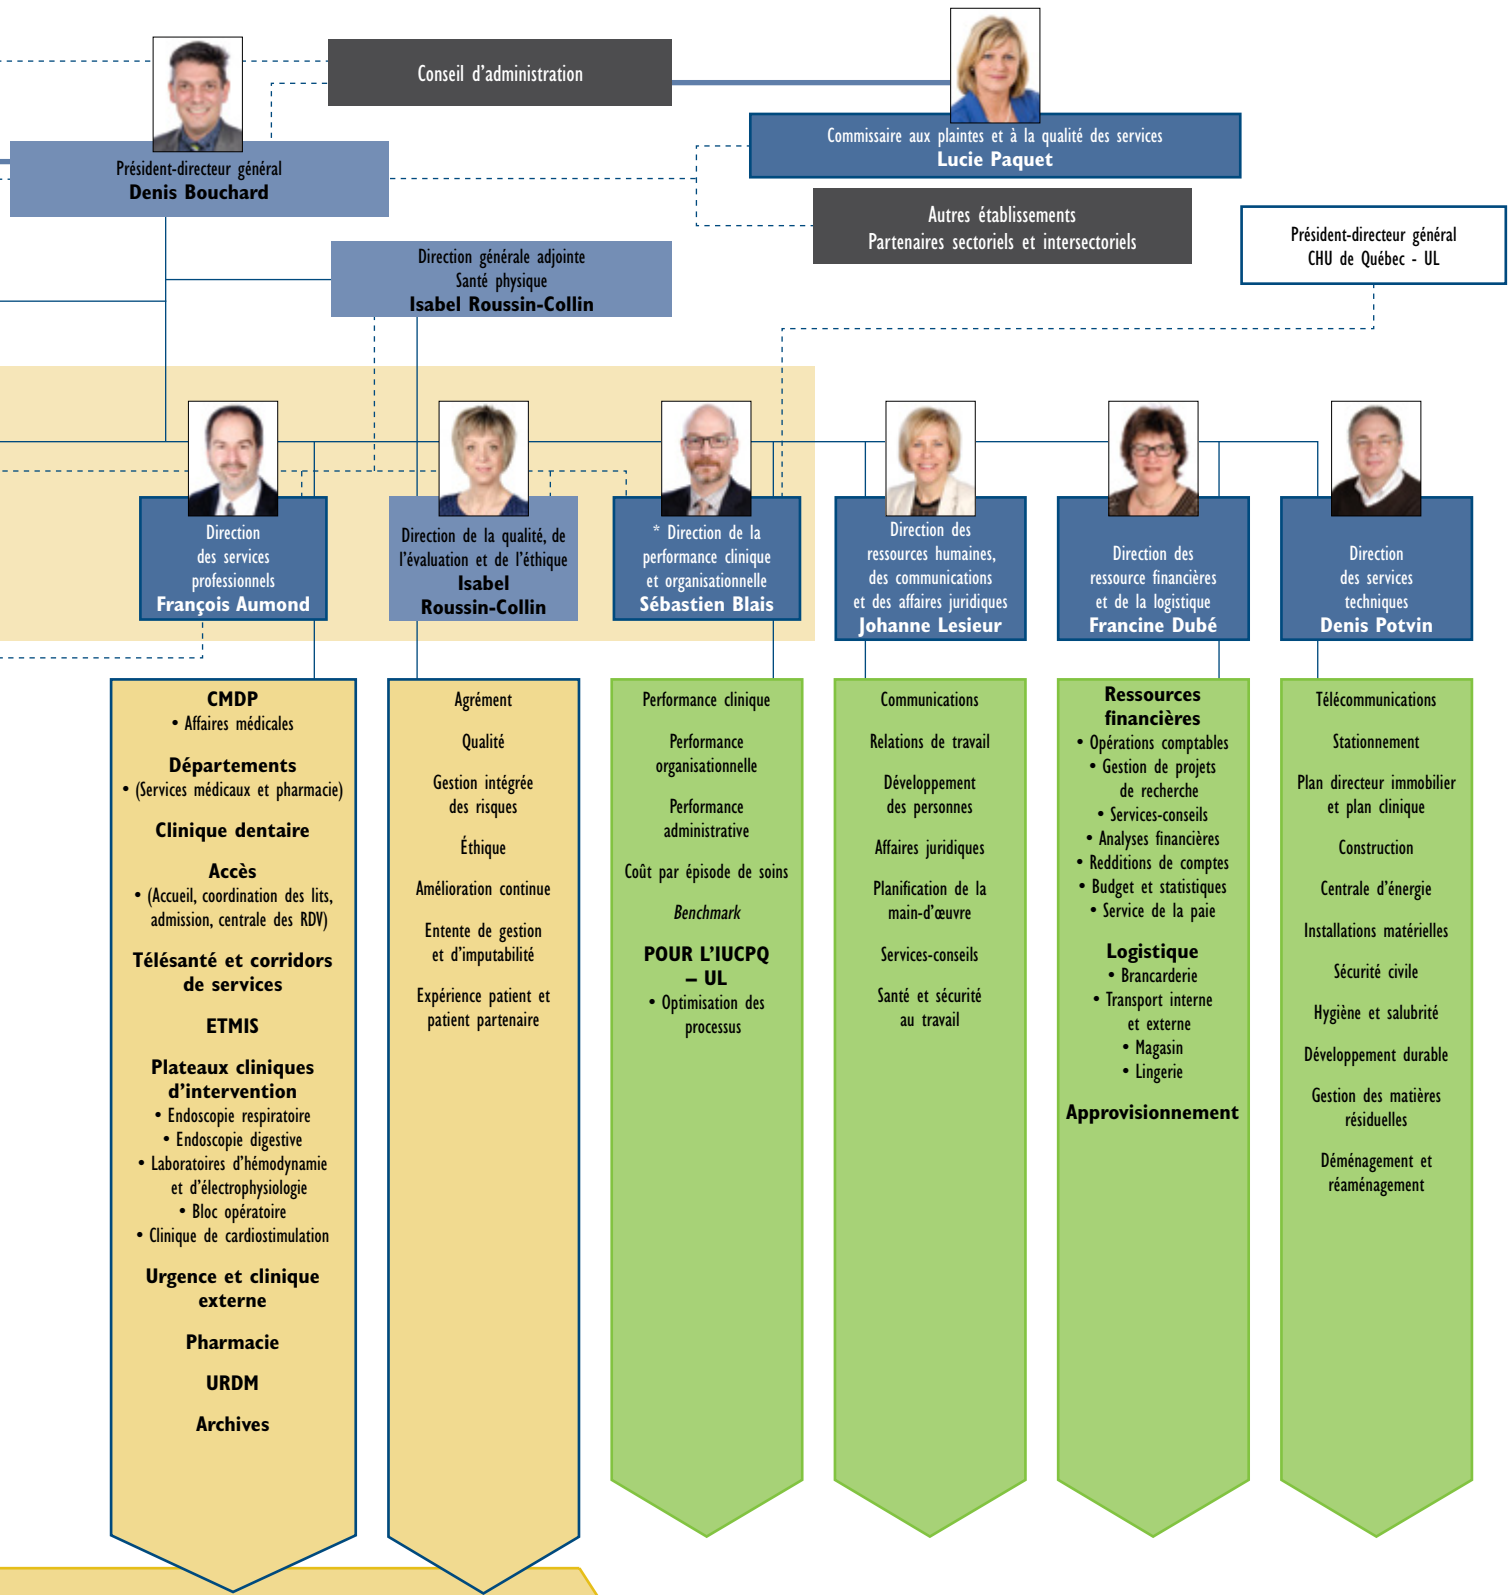 Conseil d'administration
Commissaire aux plaintes et à la qualité des services
Lucie Paquet
Président-directeur général
Denis Bouchard
Autres établissements
Partenaires sectoriels et intersectoriels
Président-directeur général
CHU de Québec - UL
Direction générale adjointe
Santé physique
Isabel Roussin-Collin
Direction
des services
professionnels
François Aumond
Direction de la qualité, de
l'évaluation et de l'éthique
Isabel
Roussin-Collin
* Direction de la
performance clinique
et organisationnelle
Sébastien Blais
Direction des
ressources humaines,
des communications
et des affaires juridiques
Johanne Lesieur
Direction des
ressource financières
et de la logistique
Francine Dubé
Direction
des services
techniques
Denis Potvin
CMDP
• Affaires médicales
Départements
• (Services médicaux et pharmacie)
Clinique dentaire
Accès
• (Accueil, coordination des lits,
admission, centrale des RDV)
Télésanté et corridors
de services
ETMIS
Plateaux cliniques
d'intervention
• Endoscopie respiratoire
• Endoscopie digestive
• Laboratoires d'hémodynamie
et d'électrophysiologie
• Bloc opératoire
• Clinique de cardiostimulation
Urgence et clinique
externe
Pharmacie
URDM
Archives
Agrément
Qualité
Gestion intégrée
des risques
Éthique
Amélioration continue
Entente de gestion
et d'imputabilité
Expérience patient et
patient partenaire
Performance clinique
Performance
organisationnelle
Performance
administrative
Coût par épisode de soins
Benchmark
POUR L'IUCPQ
– UL
• Optimisation des
processus
Communications
Relations de travail
Développement
des personnes
Affaires juridiques
Planification de la
main-d'œuvre
Services-conseils
Santé et sécurité
au travail
Ressources
financières
• Opérations comptables
• Gestion de projets
de recherche
• Services-conseils
• Analyses financières
• Redditions de comptes
• Budget et statistiques
• Service de la paie
Logistique
• Brancarderie
• Transport interne
et externe
• Magasin
• Lingerie
Approvisionnement
Télécommunications
Stationnement
Plan directeur immobilier
et plan clinique
Construction
Centrale d'énergie
Installations matérielles
Sécurité civile
Hygiène et salubrité
Développement durable
Gestion des matières
résiduelles
Déménagement et
réaménagement